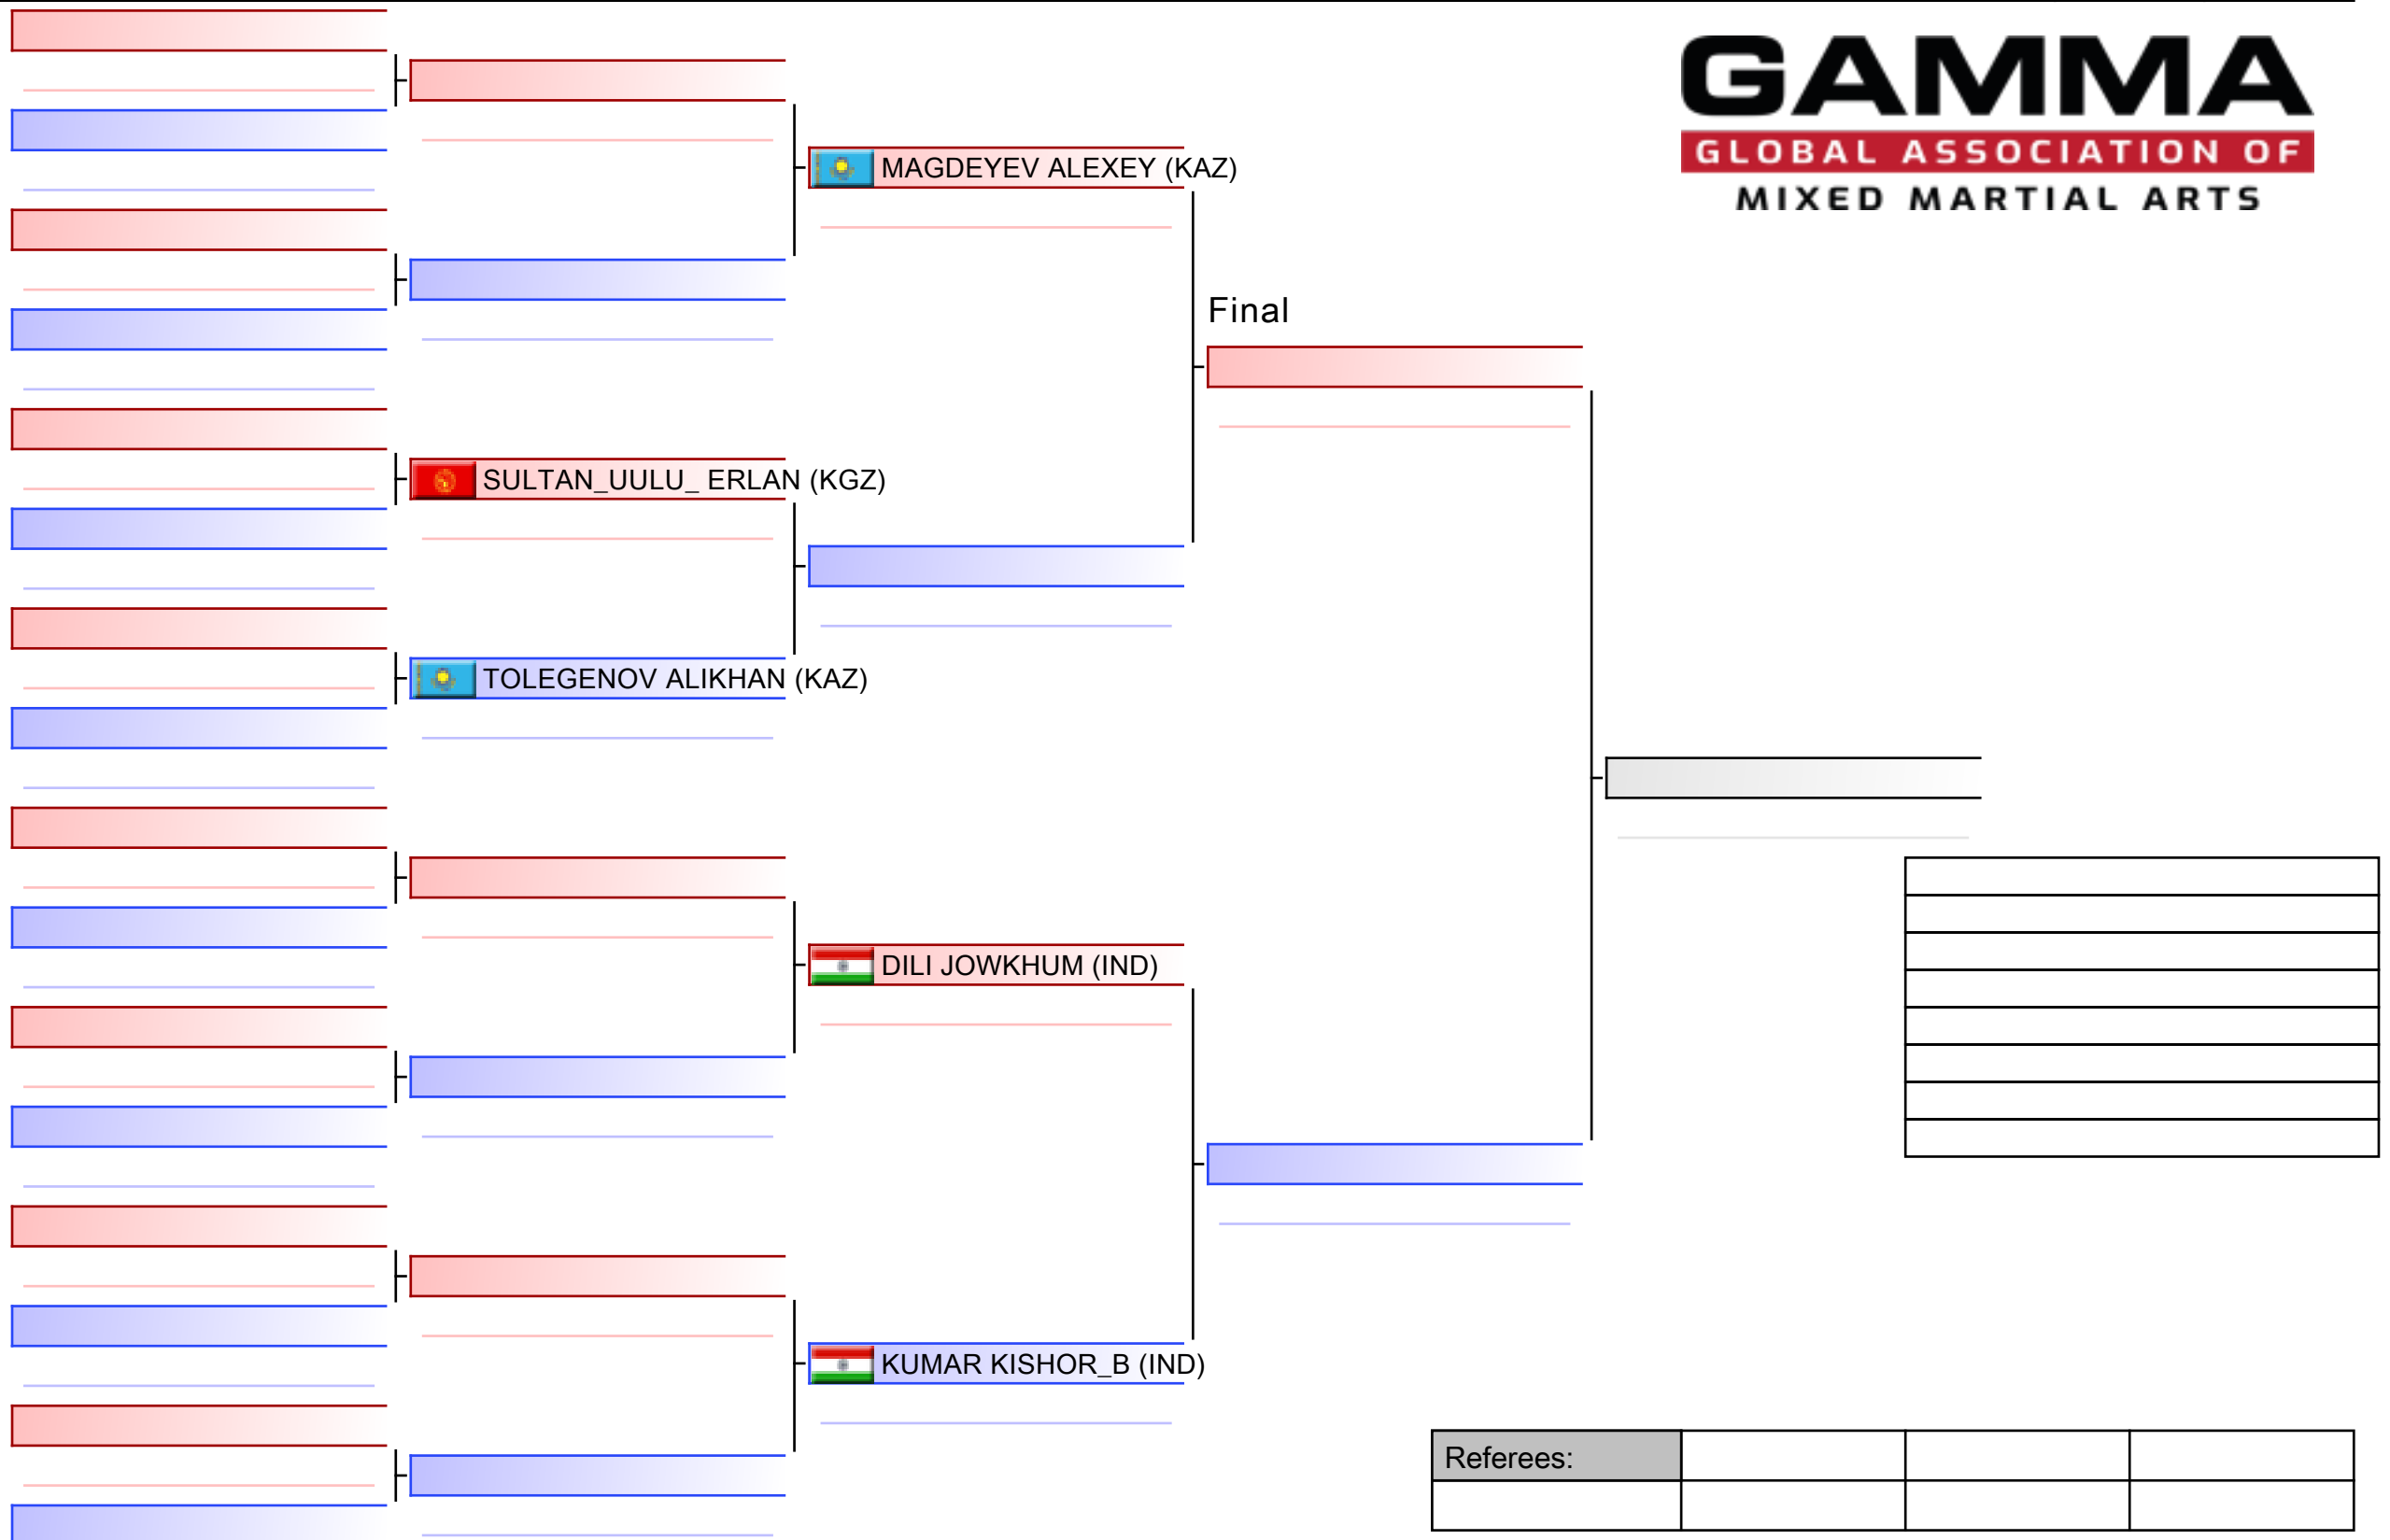 GAMMA
GLOBAL ASSOCIATION OF
MIXED MARTIAL ARTS
MAGDEYEV ALEXEY (KAZ)
Final
SULTAN_UULU_ ERLAN (KGZ)
TOLEGENOV ALIKHAN (KAZ)
DILI JOWKHUM (IND)
KUMAR KISHOR_B (IND)
Referees: